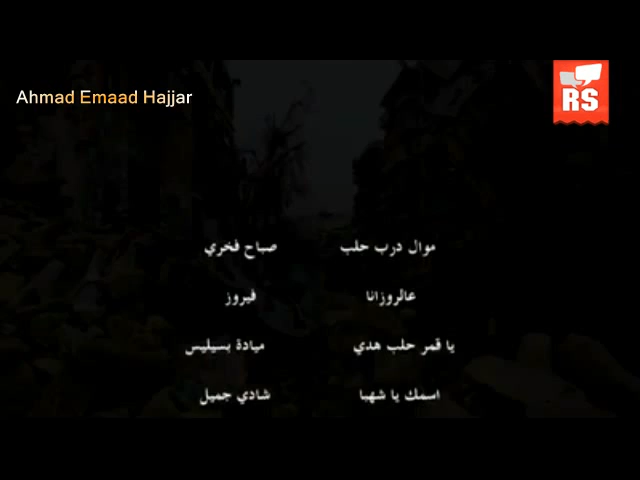 Ahmad Emaad Hajjar
RS
موال درب حلب صباح فخري
عالروزانا فيروز
يا قمر حلب هدي ميادة بسيليس
اسمك يا شهبا شادي جميل